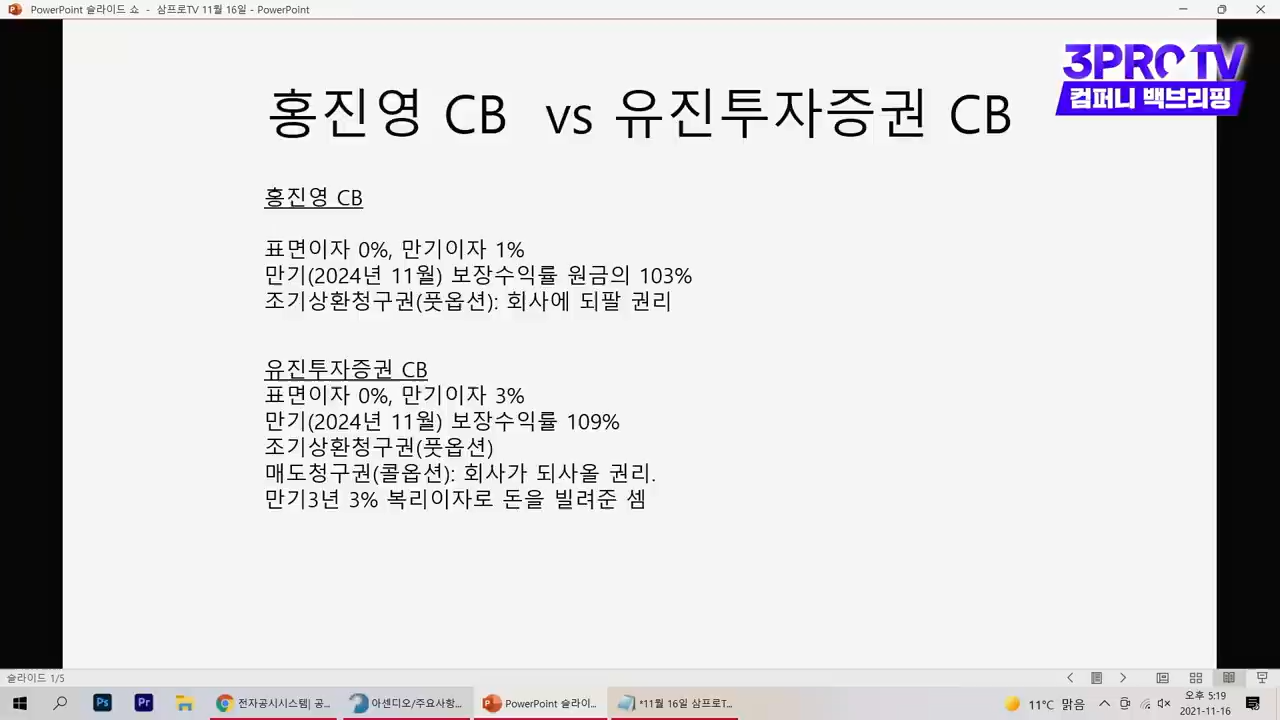 PowerPoint 슬라이드 쇼 - 삼프로TV 11월 16일 - PowerPoint
3PRO TV
컴퍼니 백브리핑
홍진영 CB vs 유진투자증권 CB
홍진영 CB
표면이자 0%, 만기이자 1%
만기(2024년 11월) 보장수익률 원금의 103%
조기상환청구권(풋옵션): 회사에 되팔 권리
유진투자증권 CB
표면이자 0%, 만기이자 3%
만기(2024년 11월) 보장수익률 109%
조기상환청구권(풋옵션)
매도청구권(콜옵션): 회사가 되사올 권리.
만기3년 3% 복리이자로 돈을 빌려준 셈
슬라이드 1/5
Ps
Pr
전자공시시스템| 공...
아센디오/주요사항...
PowerPoint 슬라이...
*11월 16일 삼프로T...
11°C 맑음
오후 5:19
2021-11-16